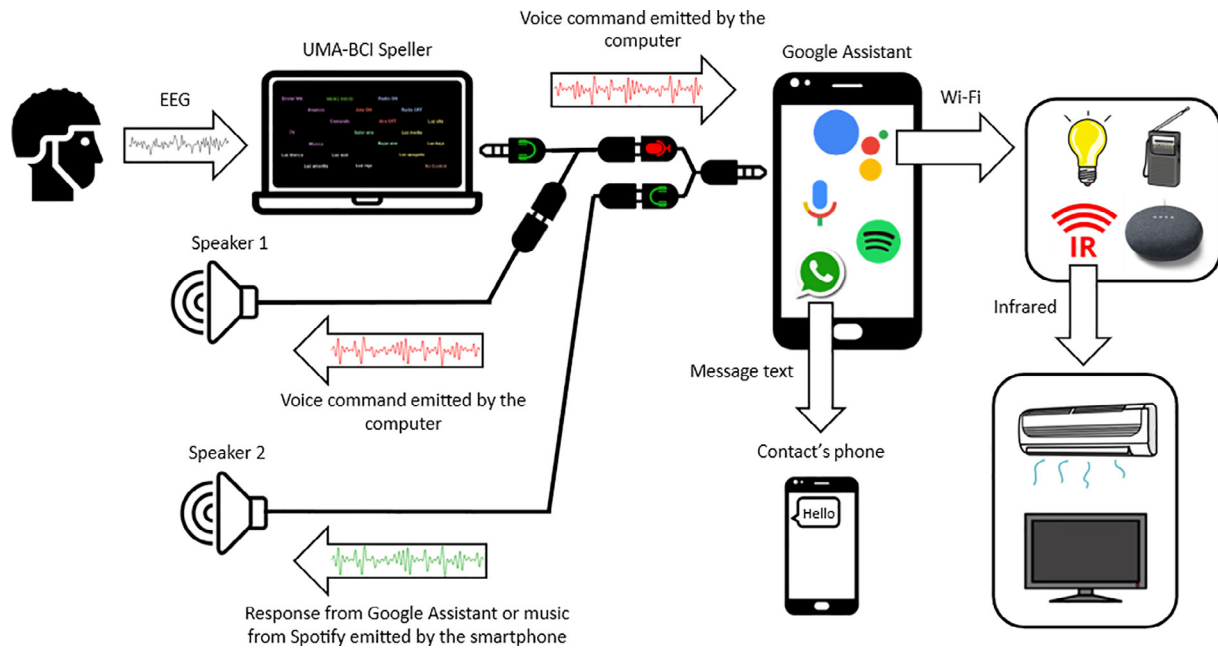 Voice command emitted by the
computer
UMA-BCI Speller
Google Assistant
EEG
Wi-Fi
Speaker 1
IR
Infrared
Voice command emitted by the
computer
Message text
Speaker 2
Contact's phone
Hello
Response from Google Assistant or music
from Spotify emitted by the smartphone